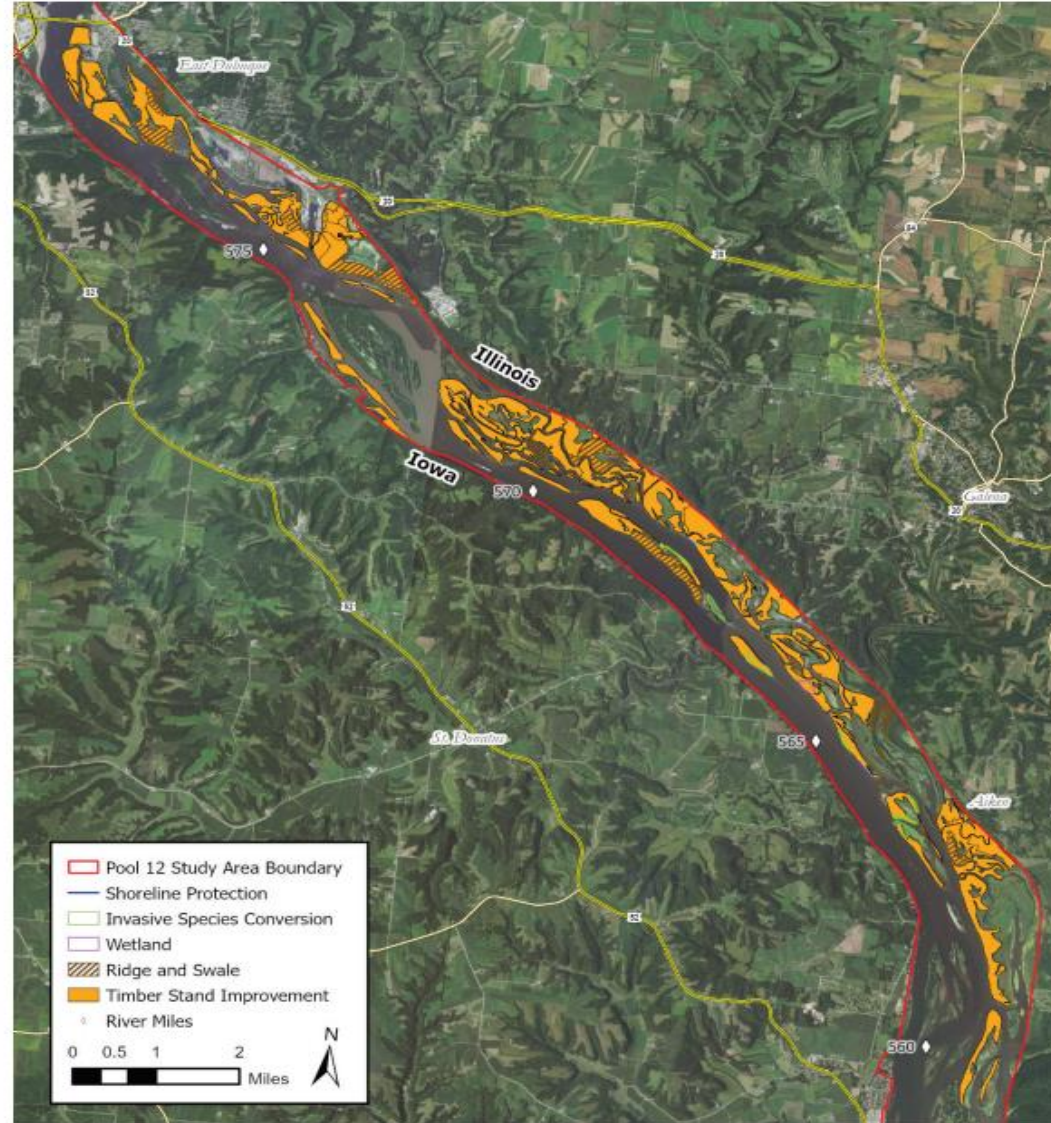 20
East Dubuque
20
84
20
575
52
Illinois
Iowa
570
Galena
20
52
St. Donatus
565
Aiken
52
560
Pool 12 Study Area Boundary
Shoreline Protection
Invasive Species Conversion
Wetland
Ridge and Swale
Timber Stand Improvement
River Miles
N
0 0.5 1 2
Miles